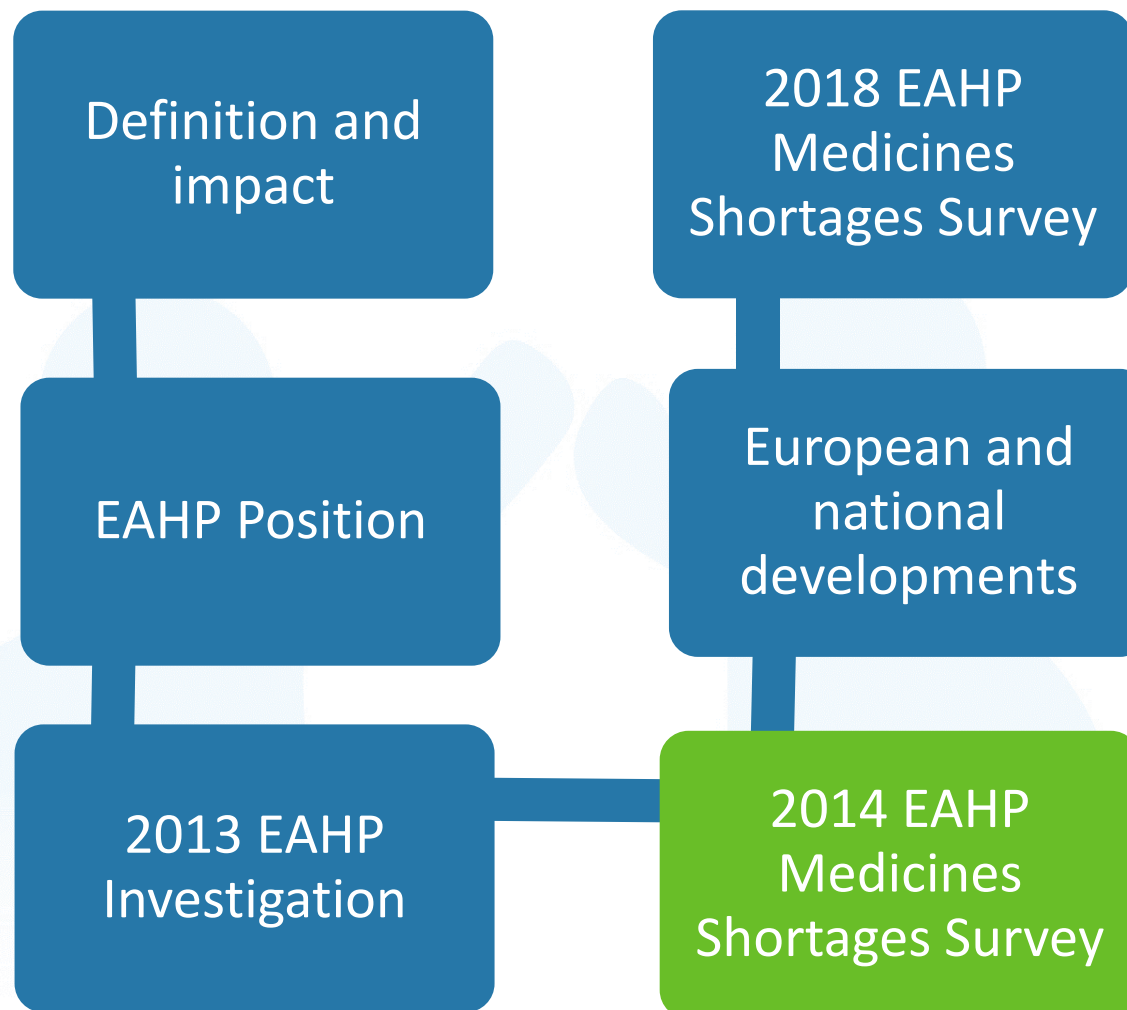 Definition and
impact
EAHP Position
2013 EAHP
Investigation
2014 EAHP
Medicines
Shortages Survey
European and
national
developments
2018 EAHP
Medicines
Shortages Survey